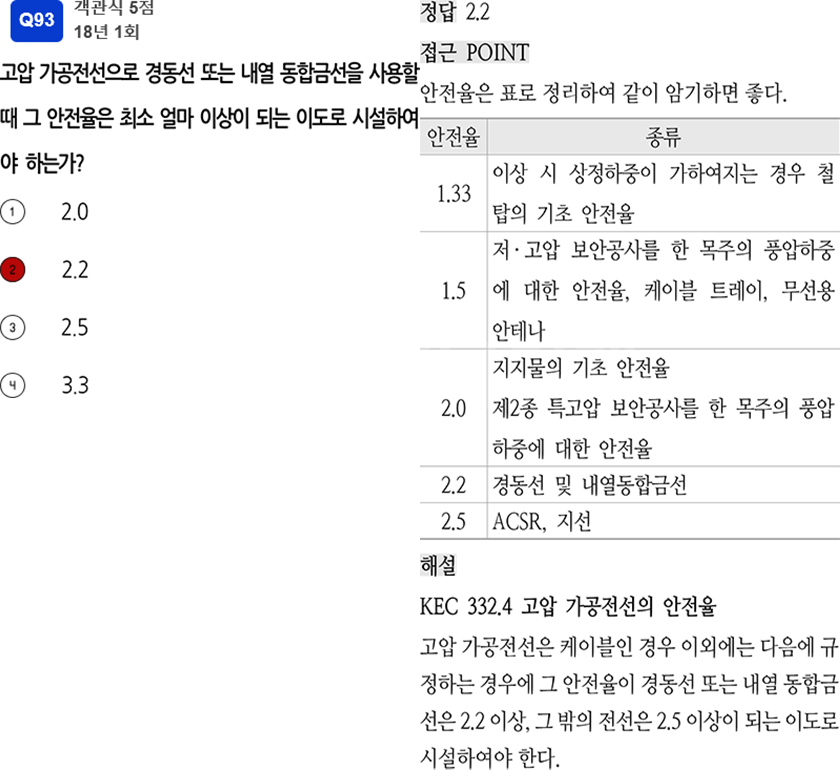 Q93
객관식 5점
18년 1회
고압 가공전선으로 경동선 또는 내열 동합금선을 사용할
때 그 안전율은 최소 얼마 이상이 되는 이도로 시설하여
야 하는가?
1 2.0
2 2.2
3 2.5
4 3.3
정답 2.2
접근 POINT
안전율은 표로 정리하여 같이 암기하면 좋다.
안전율 종류
1.33 이상 시 상정하중이 가하여지는 경우 철
탑의 기초 안전율
1.5 저·고압 보안공사를 한 목주의 풍압하중
에 대한 안전율, 케이블 트레이, 무선용
안테나
2.0 지지물의 기초 안전율
제2종 특고압 보안공사를 한 목주의 풍압
하중에 대한 안전율
2.2 경동선 및 내열동합금선
2.5 ACSR, 지선
해설
KEC 332.4 고압 가공전선의 안전율
고압 가공전선은 케이블인 경우 이외에는 다음에 규
정하는 경우에 그 안전율이 경동선 또는 내열 동합금
선은 2.2 이상, 그 밖의 전선은 2.5 이상이 되는 이도로
시설하여야 한다.